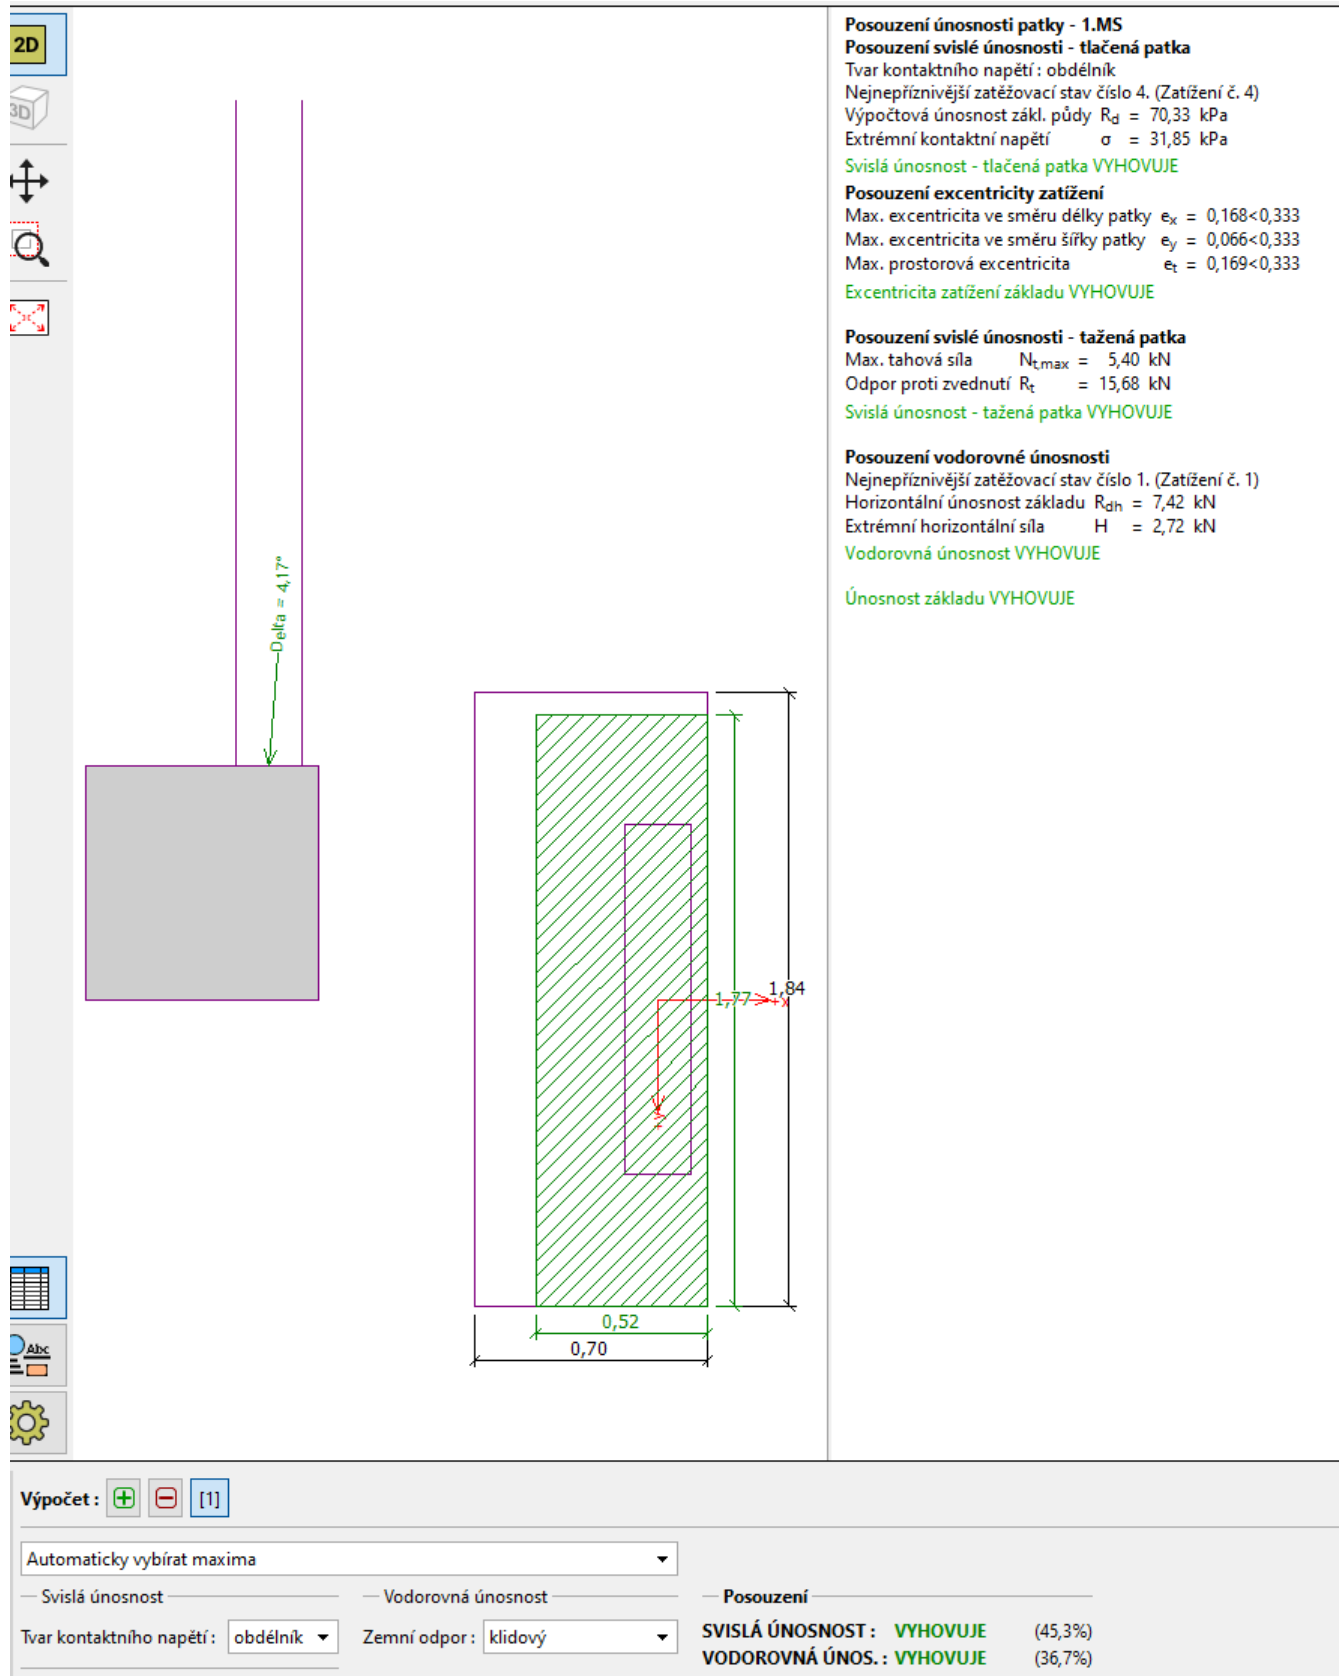 2D
3D
Delta = 4,17°
1,84
1,77
+x
+y
0,52
0,70
Posouzení únosnosti patky - 1.MS
Posouzení svislé únosnosti - tlačená patka
Tvar kontaktního napětí : obdélník
Nejnepříznivější zatěžovací stav číslo 4. (Zatížení č. 4)
Výpočtová únosnost zákl. půdy Rd = 70,33 kPa
Extrémní kontaktní napětí σ = 31,85 kPa
Svislá únosnost - tlačená patka VYHOVUJE
Posouzení excentricity zatížení
Max. excentricita ve směru délky patky ex = 0,168<0,333
Max. excentricita ve směru šířky patky ey = 0,066<0,333
Max. prostorová excentricita et = 0,169<0,333
Excentricita zatížení základu VYHOVUJE
Posouzení svislé únosnosti - tažená patka
Max. tahová síla Nt,max = 5,40 kN
Odpor proti zvednutí Rt = 15,68 kN
Svislá únosnost - tažená patka VYHOVUJE
Posouzení vodorovné únosnosti
Nejnepříznivější zatěžovací stav číslo 1. (Zatížení č. 1)
Horizontální únosnost základu Rdh = 7,42 kN
Extrémní horizontální síla H = 2,72 kN
Vodorovná únosnost VYHOVUJE
Únosnost základu VYHOVUJE
Abc
Výpočet : [1]
Automaticky vybírat maxima
Svislá únosnost
Tvar kontaktního napětí : obdélník
Vodorovná únosnost
Zemní odpor : klidový
Posouzení
SVISLÁ ÚNOSNOST : VYHOVUJE (45,3%)
VODOROVNÁ ÚNOS. : VYHOVUJE (36,7%)